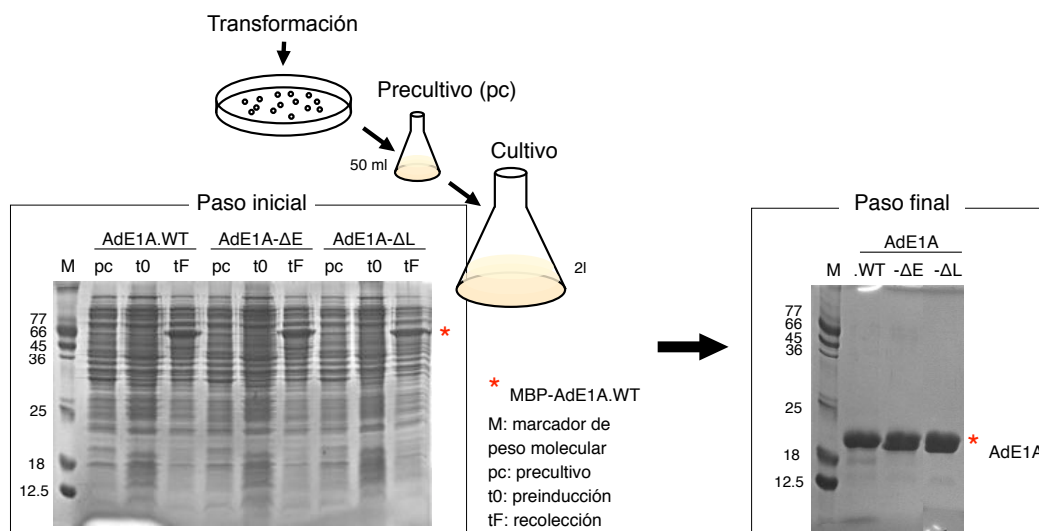 Transformación
Precultivo (pc)
50 ml
Cultivo
2l
Paso inicial
AdE1A.WT AdE1A-ΔE AdE1A-ΔL
M pc t0 tF pc t0 tF pc t0 tF
77
66
45
36
25
18
12.5
*
* MBP-AdE1A.WT
M: marcador de
peso molecular
pc: precultivo
t0: preinducción
tF: recolección
Paso final
AdE1A
M .WT -ΔE -ΔL
77
66
45
36
25
18
12.5
* AdE1A